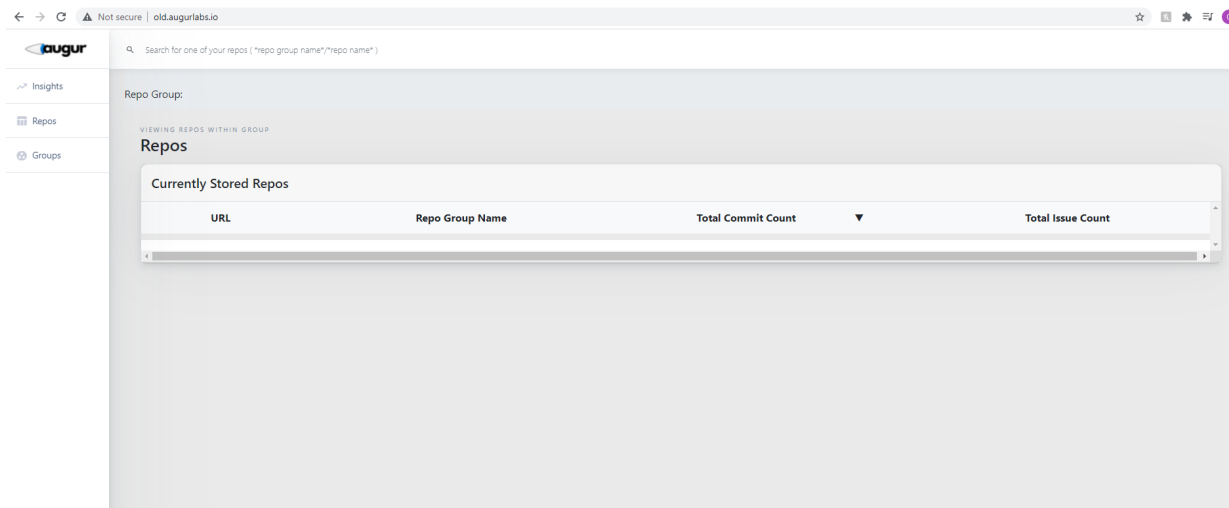 Not secure | old.augurlabs.io
augur
Search for one of your repos ( *repo group name*/*repo name* )
Insights
Repos
Groups
Repo Group:
VIEWING REPOS WITHIN GROUP
Repos
Currently Stored Repos
URL Repo Group Name Total Commit Count ▼ Total Issue Count